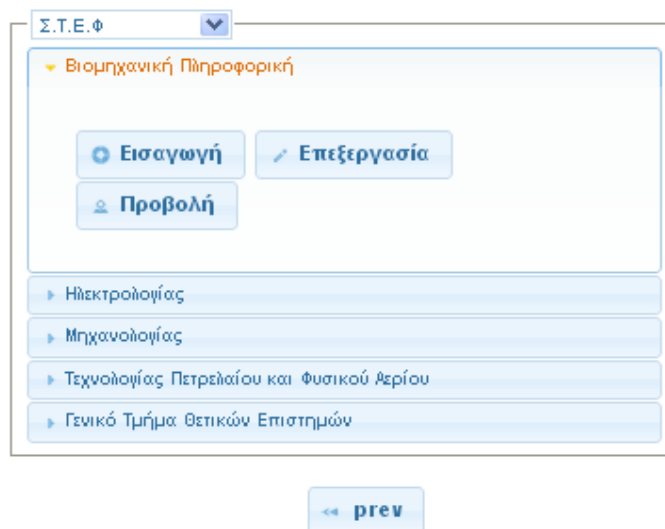 Σ.Τ.Ε.Φ
Βιομηχανική Πληροφορική
Εισαγωγή Επεξεργασία
Προβολή
Ηλεκτρολογίας
Μηχανολογίας
Τεχνολογίας Πετρελαίου και Φυσικού Αερίου
Γενικό Τμήμα Θετικών Επιστημών
prev